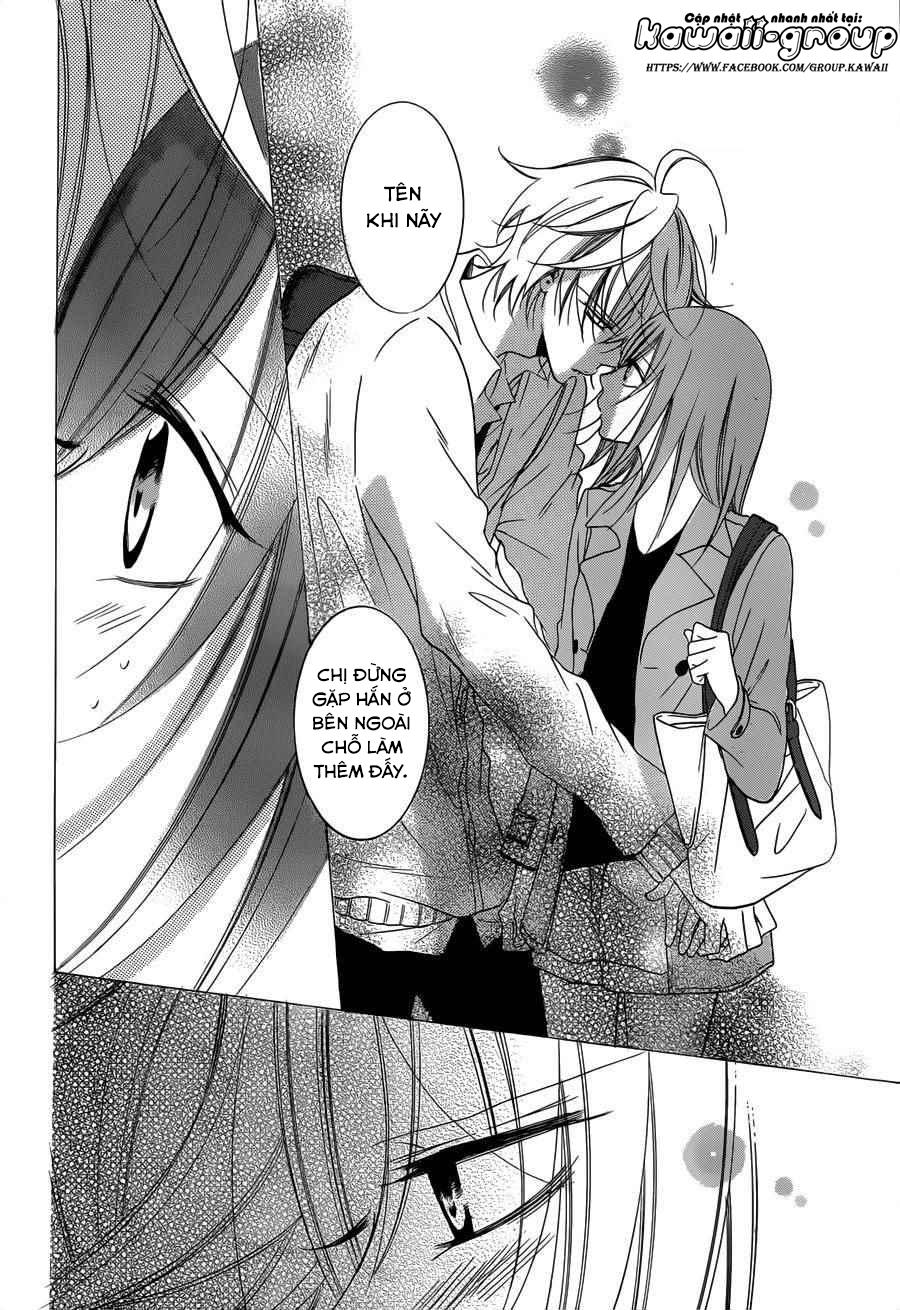 Cập nhật nhanh nhất tại:
kawaii-group
HTTPS://WWW.FACEBOOK.COM/GROUP.KAWAII
TÊN
KHI NÃY
CHỊ ĐỪNG
GẶP HẮN Ở
BÊN NGOÀI
CHỖ LÀM
THÊM ĐẤY.